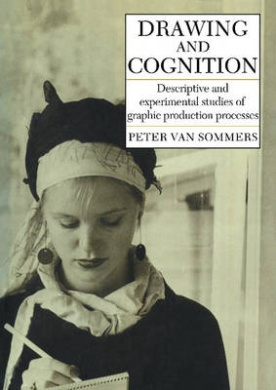 DRAWING
AND
COGNITION
Descriptive and
experimental studies of
graphic production processes
PETER VAN SOMMERS